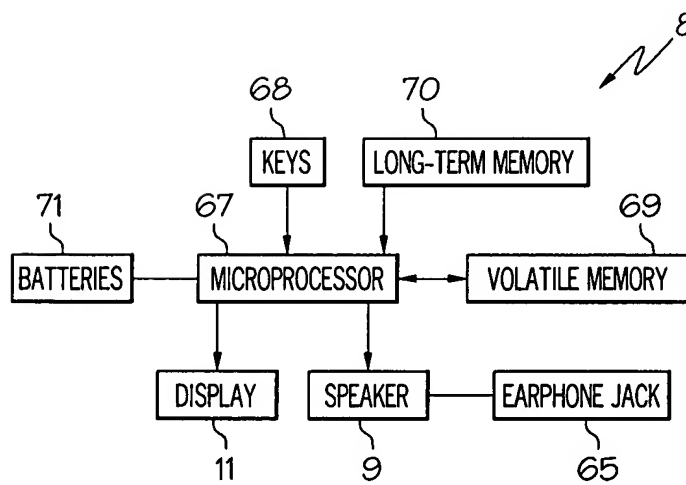 8
68
70
KEYS
LONG-TERM MEMORY
71
67
69
BATTERIES
MICROPROCESSOR
VOLATILE MEMORY
DISPLAY
SPEAKER
EARPHONE JACK
11
9
65